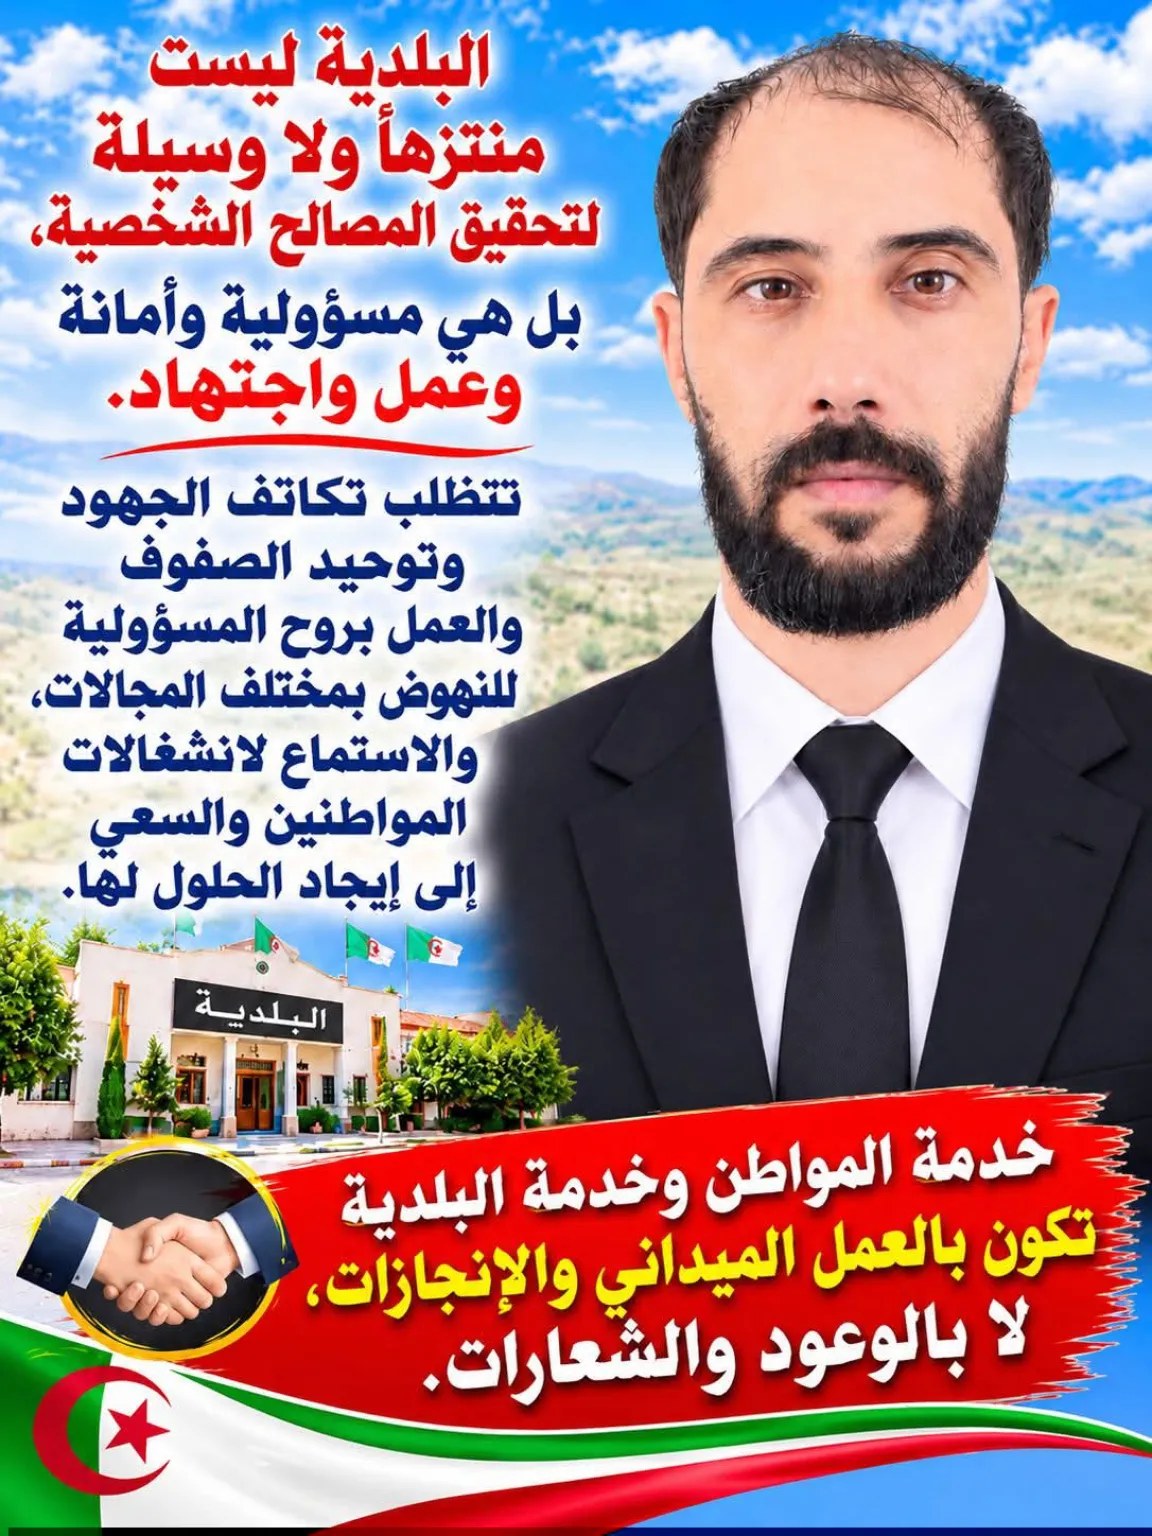 البلدية ليست
منتزهأ ولا وسيلة
لتحقيق المصالح الشخصية،
بل هي مسؤولية وأمانة
وعمل واجتهاد.
تتظلب تكاتف الجهود
وتوحيد الصفوف
والعمل بروح المسؤولية
للنهوض بمختلف المجالات،
والاستماع لانشغالات
المواطنين والسعي
إلى إيجاد الحلول لها.
البلدية
خدمة المواطن وخدمة البلدية
تكون بالعمل الميداني والإنجازات،
لا بالوعود والشعارات.